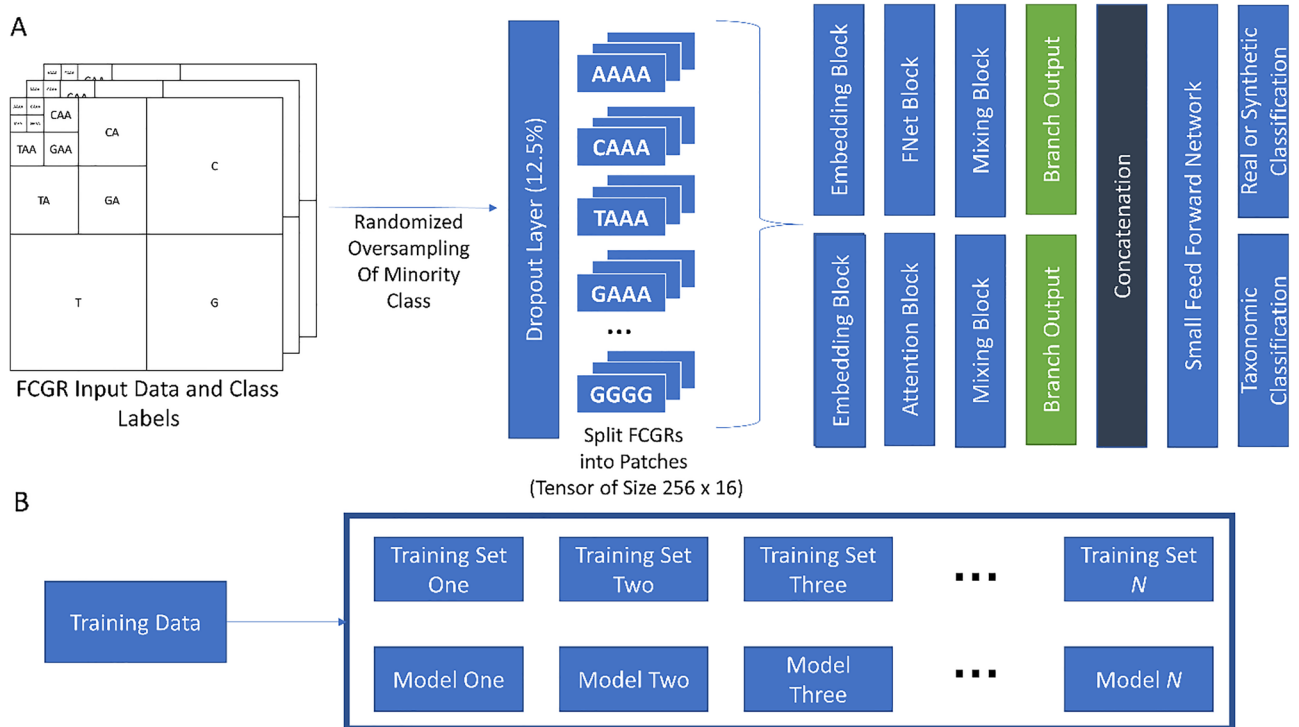 A
GAA
CA
CAA
CA
C
TAA
GAA
TA
GA
T
G
FCGR Input Data and Class
Labels
Randomized
Oversampling
Of Minority
Class
Dropout Layer (12.5%)
AAAA
CAAA
TAAA
GAAA
...
GGGG
Split FCGRs
into Patches
(Tensor of Size 256 x 16)
Embedding Block
FNet Block
Mixing Block
Branch Output
Embedding Block
Attention Block
Mixing Block
Branch Output
Concatenation
Small Feed Forward Network
Real or Synthetic
Classification
Taxonomic
Classification
B
Training Data
Training Set
One
Training Set
Two
Training Set
Three
...
Training Set
N
Model One
Model Two
Model
Three
...
Model N